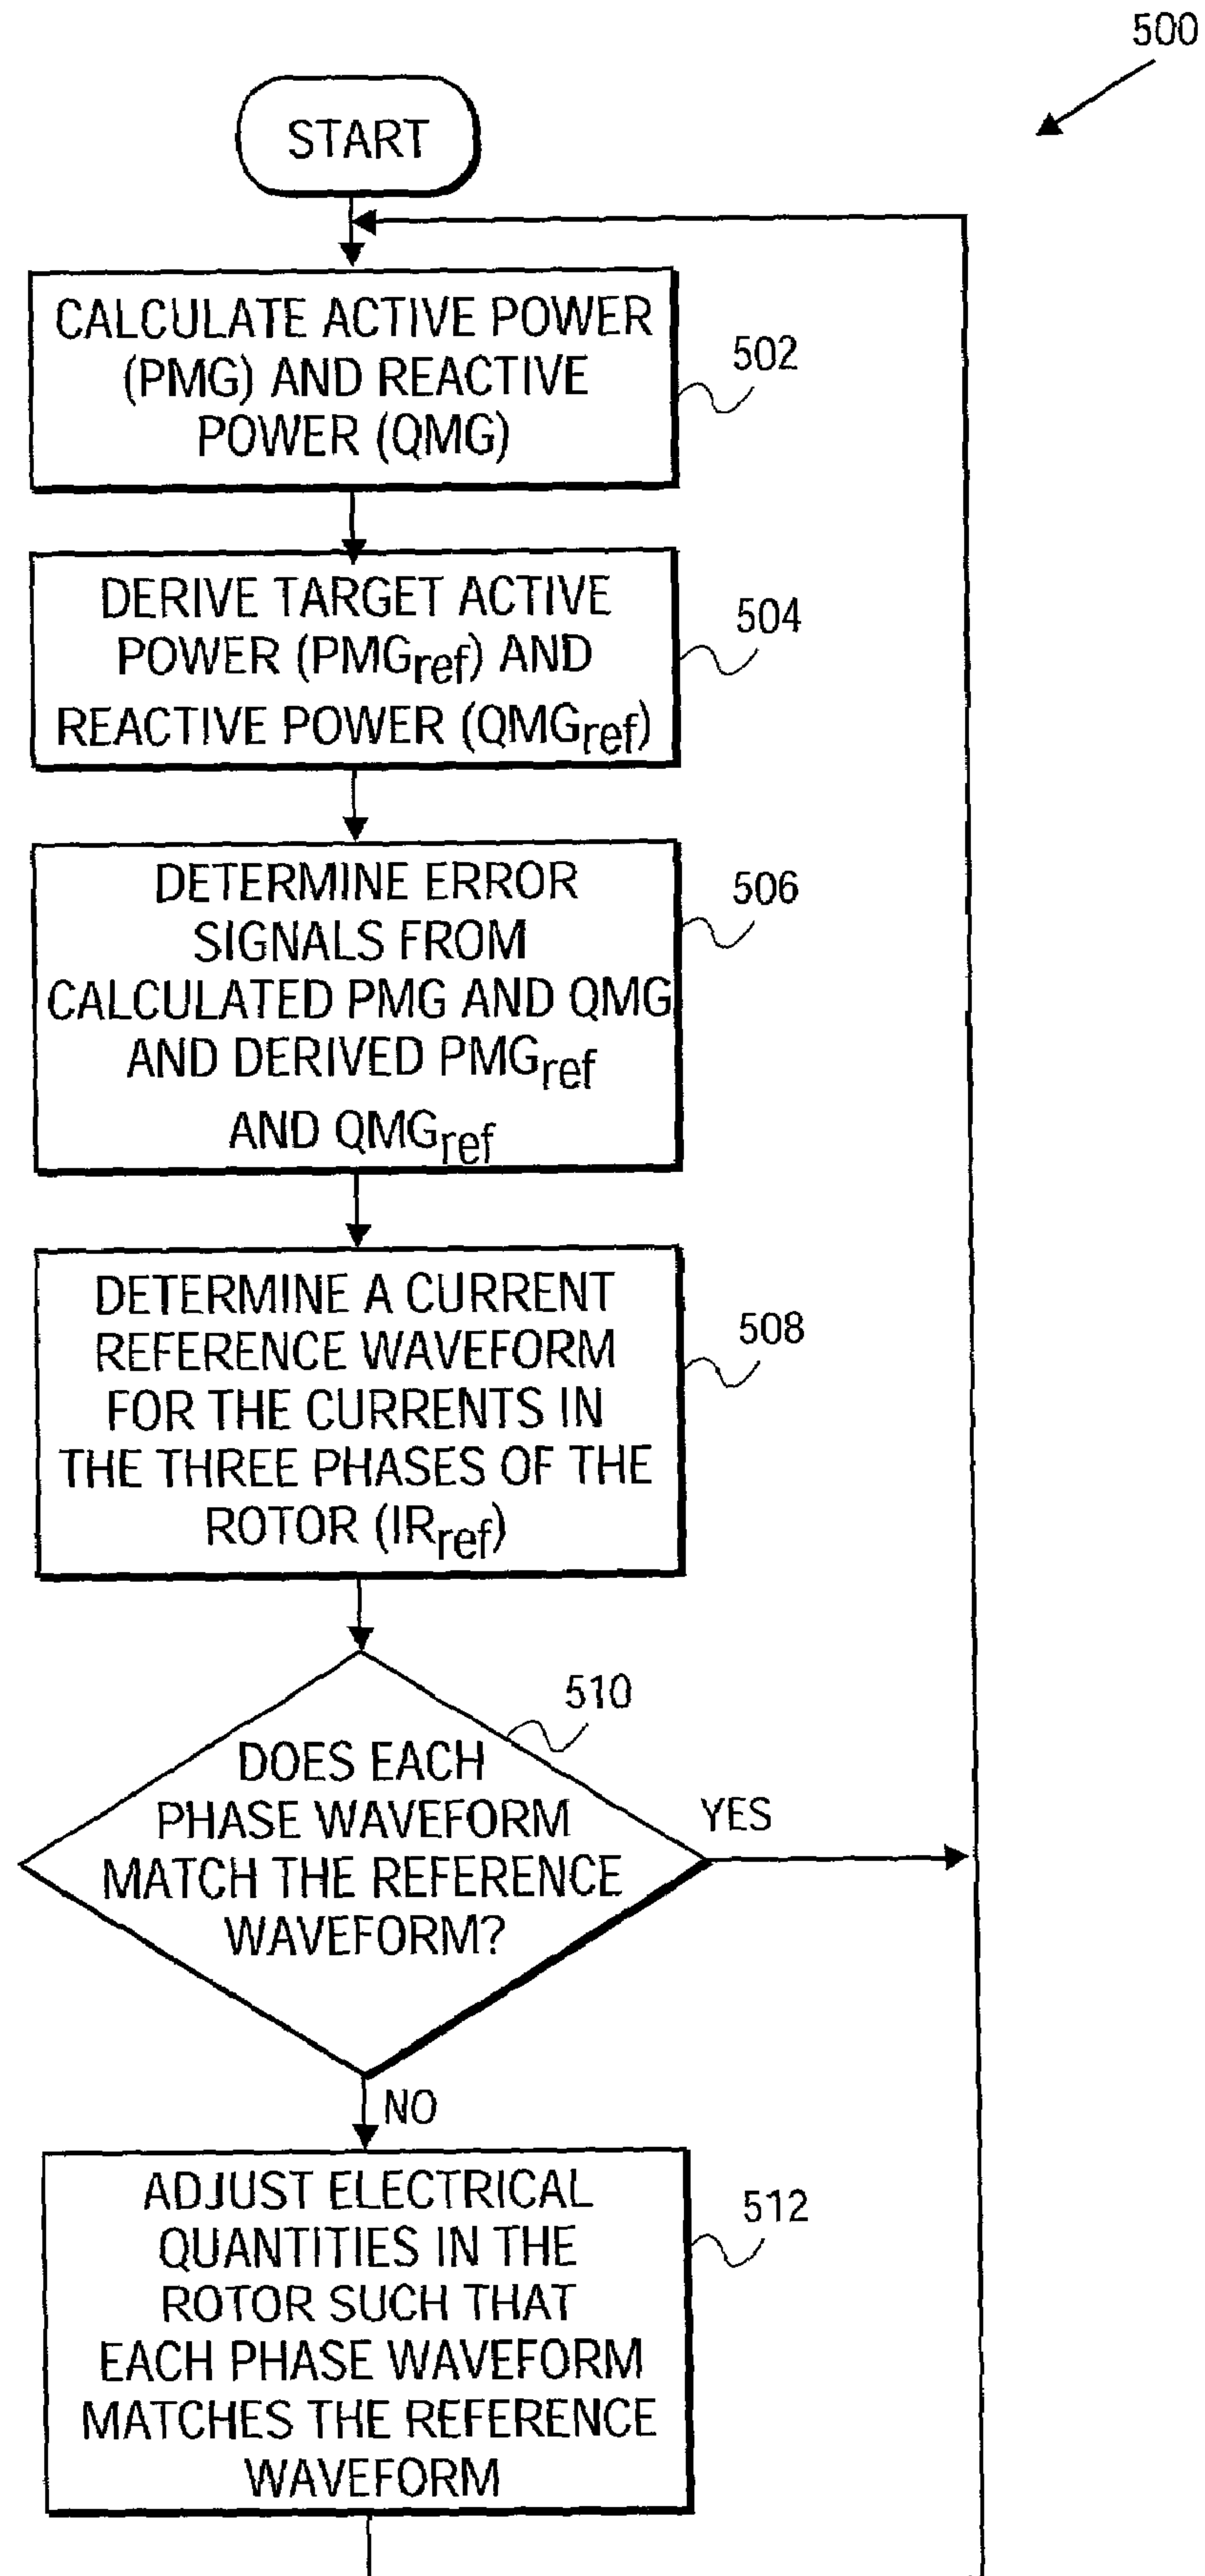 500
START
CALCULATE ACTIVE POWER
(PMG) AND REACTIVE
POWER (QMG)
502
DERIVE TARGET ACTIVE
POWER (PMGref) AND
REACTIVE POWER (QMGref)
504
DETERMINE ERROR
SIGNALS FROM
CALCULATED PMG AND QMG
AND DERIVED PMGref
AND QMGref
506
DETERMINE A CURRENT
REFERENCE WAVEFORM
FOR THE CURRENTS IN
THE THREE PHASES OF THE
ROTOR (IRref)
508
510
DOES EACH
PHASE WAVEFORM
MATCH THE REFERENCE
WAVEFORM?
YES
NO
ADJUST ELECTRICAL
QUANTITIES IN THE
ROTOR SUCH THAT
EACH PHASE WAVEFORM
MATCHES THE REFERENCE
WAVEFORM
512